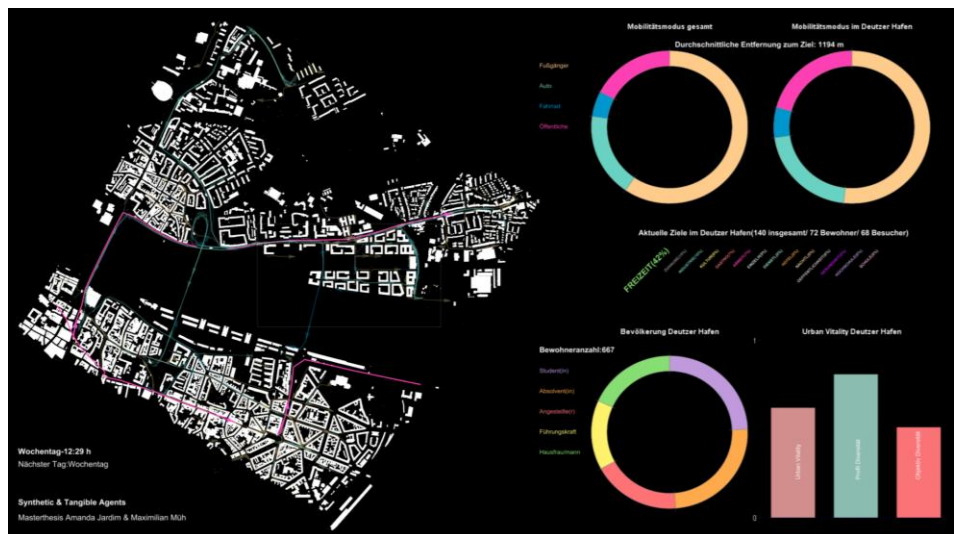 Mobilitätsmodus gesamt
Mobilitätsmodus im Deutzer Hafen
Durchschnittliche Entfernung zum Ziel: 1194 m
Fußgänger
Auto
Fahrrad
Öffentliche
Aktuelle Ziele im Deutzer Hafen(140 insgesamt/ 72 Bewohner/ 68 Besucher)
FREIZEIT(42%)
Bevölkerung Deutzer Hafen
Urban Vitality Deutzer Hafen
Bewohneranzahl:667
Student(in)
Absolvent(in)
Angestellte(r)
Führungskraft
Hausfrau/mann
1
0
Urban Vitality
Profil Diversität
Objektiv Diversität
Wochentag-12:29 h
Nächster Tag:Wochentag
Synthetic & Tangible Agents
Masterthesis Amanda Jardim & Maximilian Müh